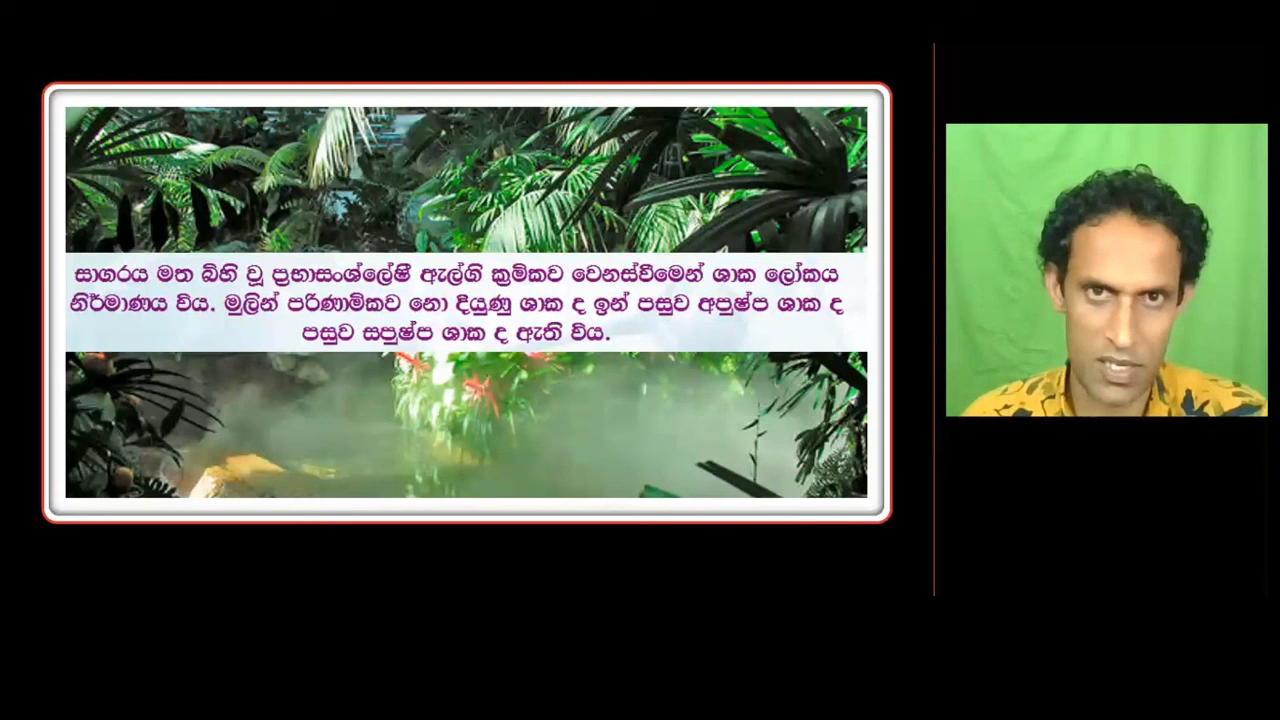 සාගරය මත බිහි වූ ප්‍රභාසංශ්ලේෂී ඇල්ගි ක්‍රමිකව වෙනස්වීමෙන් ශාක ලෝකය
නිර්මාණය විය. මුලින් පරිණාමිකව නො දියුණු ශාක ද ඉන් පසුව අපුෂ්ප ශාක ද
පසුව සපුෂ්ප ශාක ද ඇති විය.